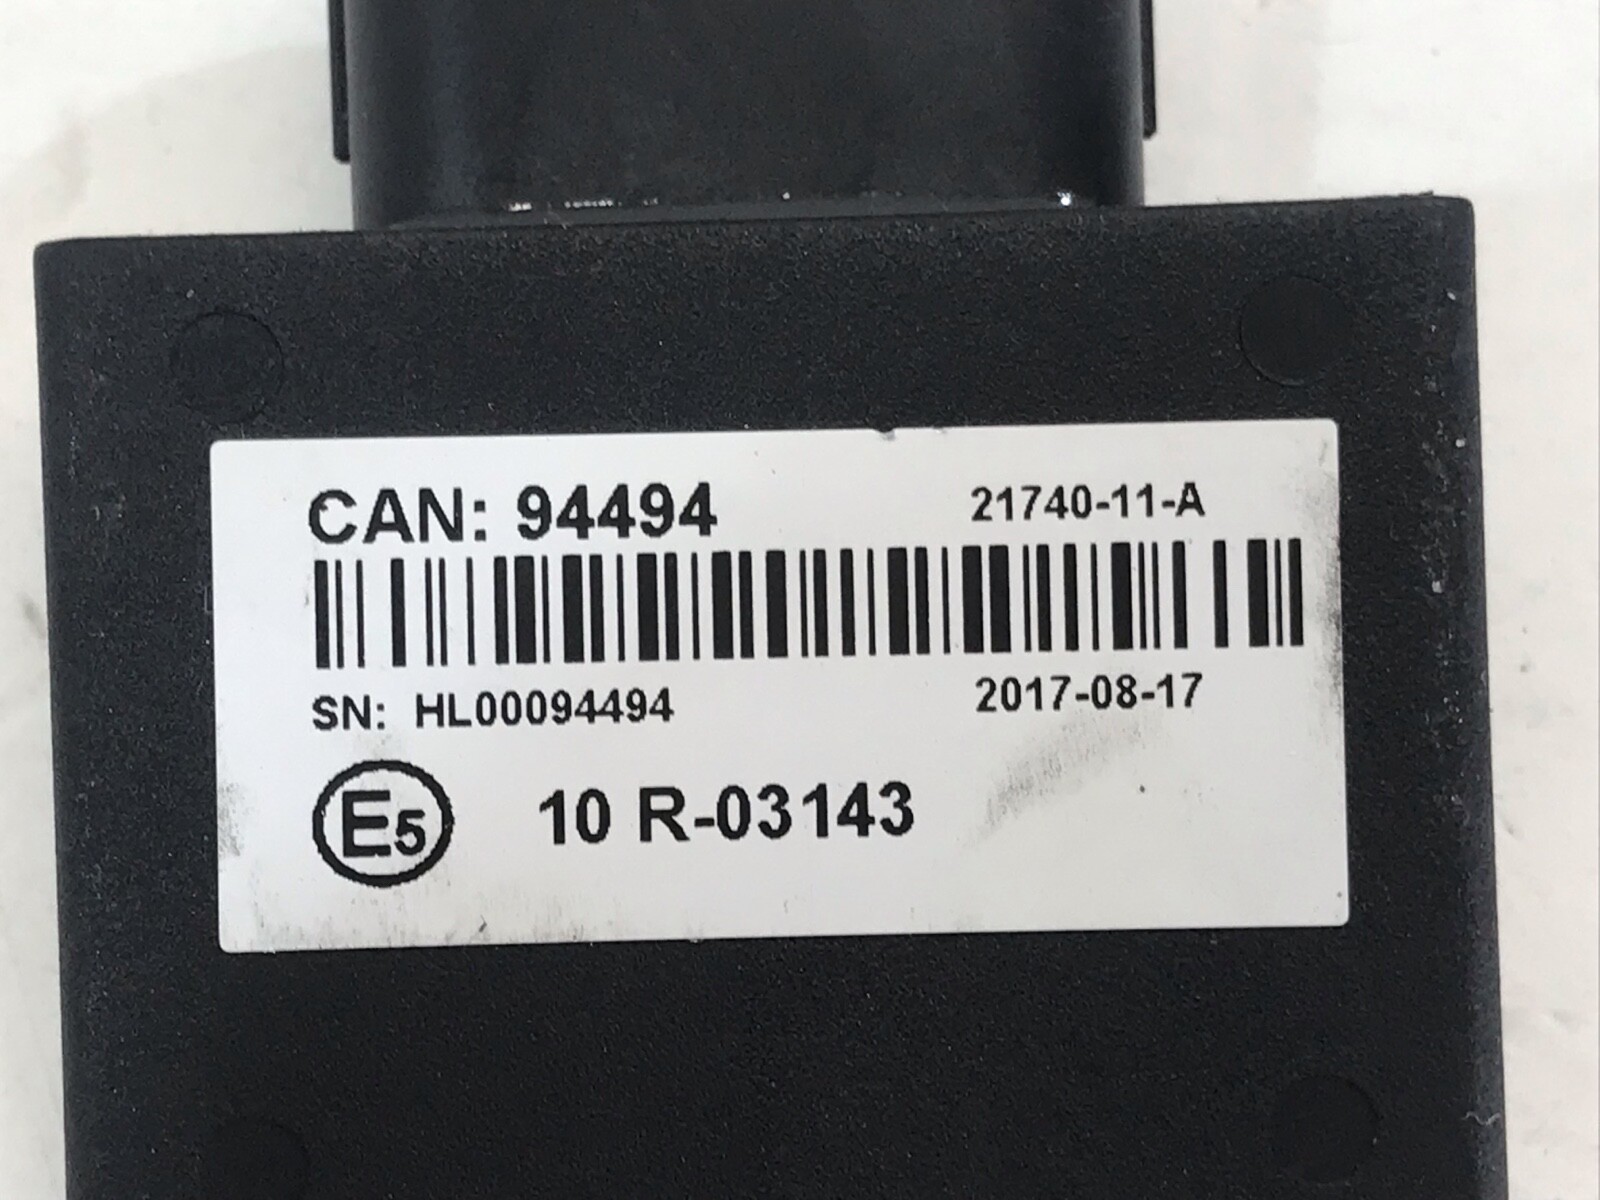 CAN: 94494 21740-11-A
SN: HL00094494 2017-08-17
E5 10 R-03143